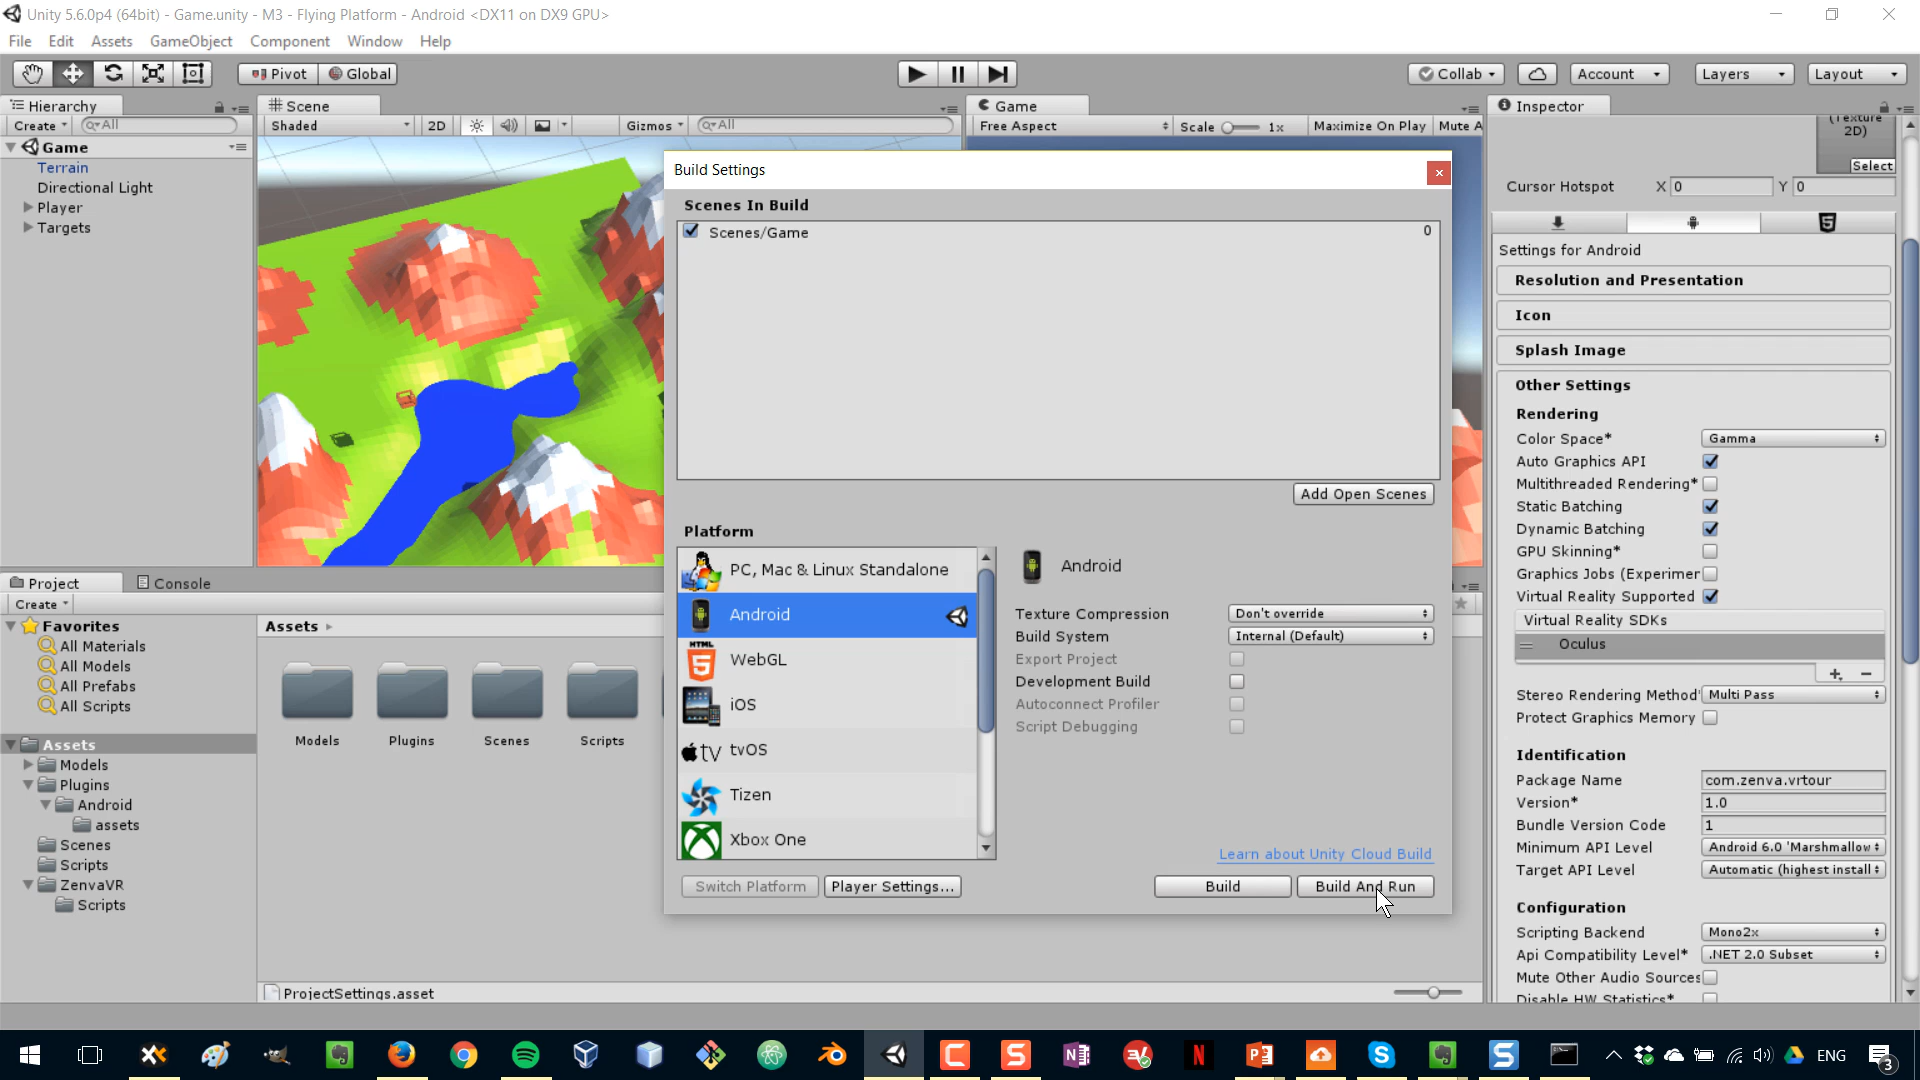 Unity 5.6.0p4 (64bit) - Game.unity - M3 - Flying Platform - Android <DX11 on DX9 GPU>
File Edit Assets GameObject Component Window Help
Pivot Global Collab Account Layers Layout
Hierarchy
Create All
Game
Terrain
Directional Light
Player
Targets
Scene
Shaded 2D Gizmos All
Game
Free Aspect Scale 1x Maximize On Play Mute A
Build Settings
Scenes In Build
Scenes/Game 0
Add Open Scenes
Platform
PC, Mac & Linux Standalone
Android
HTML
WebGL
iOS
tv tvOS
Tizen
Xbox One
Android
Texture Compression Don't override
Build System Internal (Default)
Export Project
Development Build
Autoconnect Profiler
Script Debugging
Learn about Unity Cloud Build
Switch Platform Player Settings... Build Build And Run
Inspector
(Texture
2D)
Select
Cursor Hotspot X 0 Y 0
Settings for Android
Resolution and Presentation
Icon
Splash Image
Other Settings
Rendering
Color Space* Gamma
Auto Graphics API
Multithreaded Rendering*
Static Batching
Dynamic Batching
GPU Skinning*
Graphics Jobs (Experimer
Virtual Reality Supported
Virtual Reality SDKs
Oculus
Stereo Rendering Method' Multi Pass
Protect Graphics Memory
Identification
Package Name com.zenva.vrtour
Version* 1.0
Bundle Version Code 1
Minimum API Level Android 6.0 'Marshmallow
Target API Level Automatic (highest install
Configuration
Scripting Backend Mono2x
Api Compatibility Level* .NET 2.0 Subset
Mute Other Audio Sources
Disable HW Statistics*
Project Console
Create
Favorites
All Materials
All Models
All Prefabs
All Scripts
Assets
Models
Plugins
Android
assets
Scenes
Scripts
ZenvaVR
Scripts
Assets
Models Plugins Scenes Scripts
ProjectSettings.asset
ENG
3